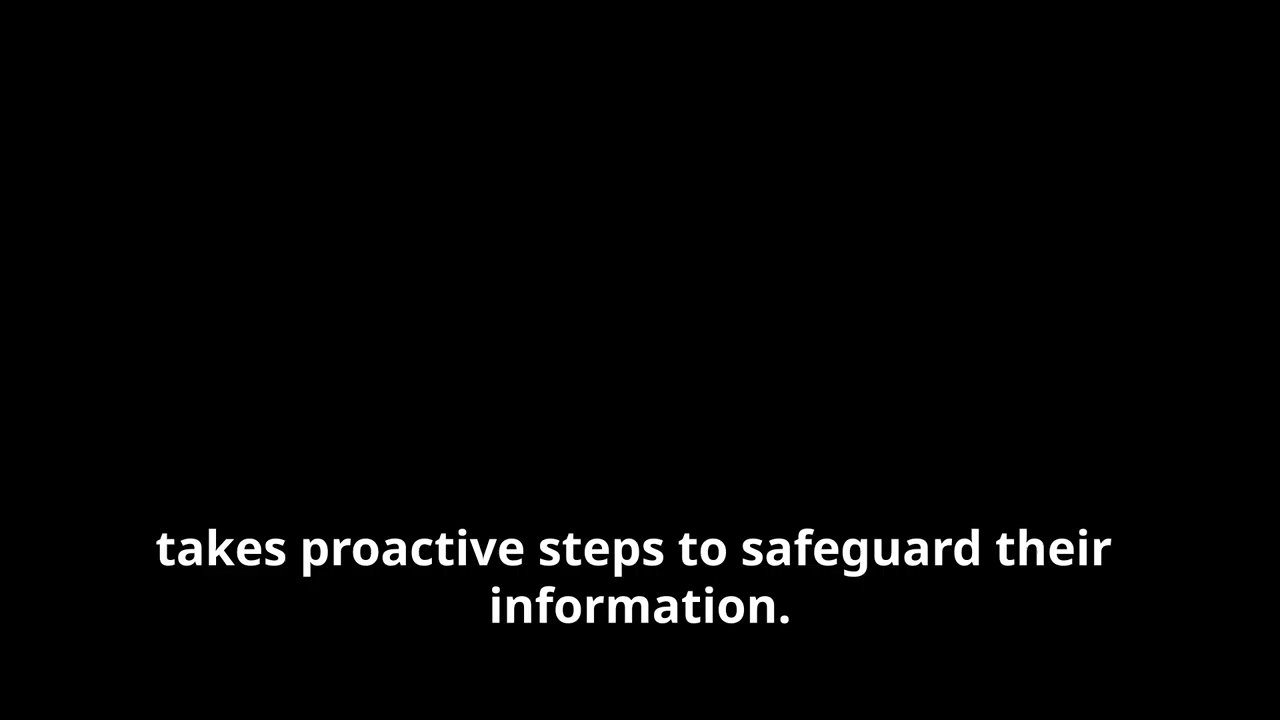 takes proactive steps to safeguard their
information.